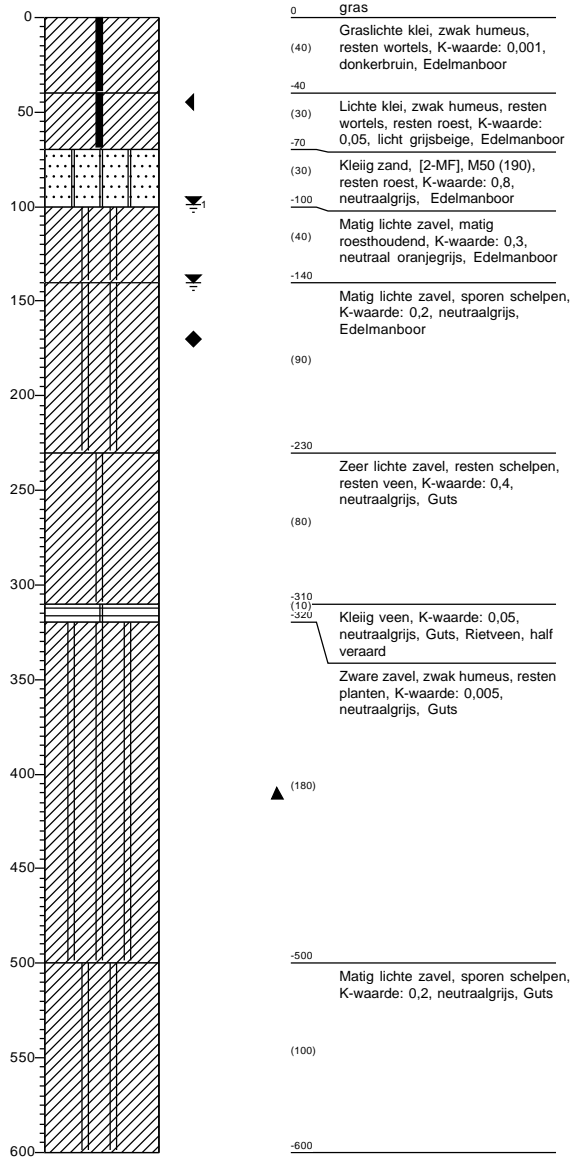 0
50
100
150
200
250
300
350
400
450
500
550
600
1
0
gras
(40)
Graslichte klei, zwak humeus,
resten wortels, K-waarde: 0,001,
donkerbruin, Edelmanboor
-40
(30)
Lichte klei, zwak humeus, resten
wortels, resten roest, K-waarde:
0,05, licht grijsbeige, Edelmanboor
-70
(30)
Kleiig zand, [2-MF], M50 (190),
resten roest, K-waarde: 0,8,
neutraalgrijs, Edelmanboor
-100
(40)
Matig lichte zavel, matig
roesthoudend, K-waarde: 0,3,
neutraal oranjegrijs, Edelmanboor
-140
Matig lichte zavel, sporen schelpen,
K-waarde: 0,2, neutraalgrijs,
Edelmanboor
(90)
-230
Zeer lichte zavel, resten schelpen,
resten veen, K-waarde: 0,4,
neutraalgrijs, Guts
(80)
-310
(10)
-320
Kleiig veen, K-waarde: 0,05,
neutraalgrijs, Guts, Rietveen, half
veraard
Zware zavel, zwak humeus, resten
planten, K-waarde: 0,005,
neutraalgrijs, Guts
(180)
-500
Matig lichte zavel, sporen schelpen,
K-waarde: 0,2, neutraalgrijs, Guts
(100)
-600